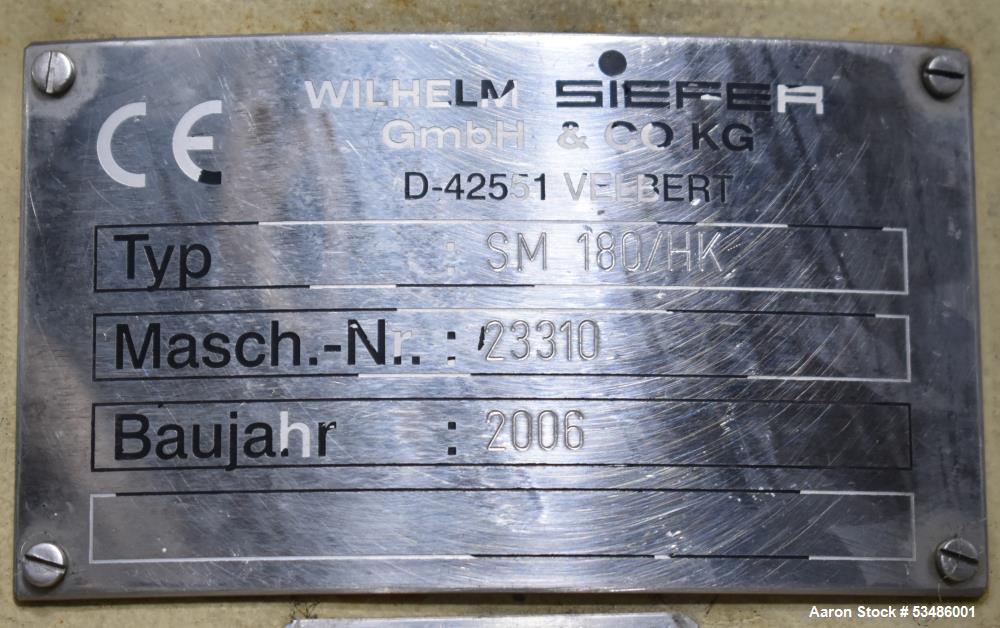 CE
WILHELM SIEFER
GmbH & CO KG
D-42551 VELBERT
Typ : SM 180/HK
Masch.-Nr. : 23310
Baujahr : 2006
Aaron Stock # 53486001